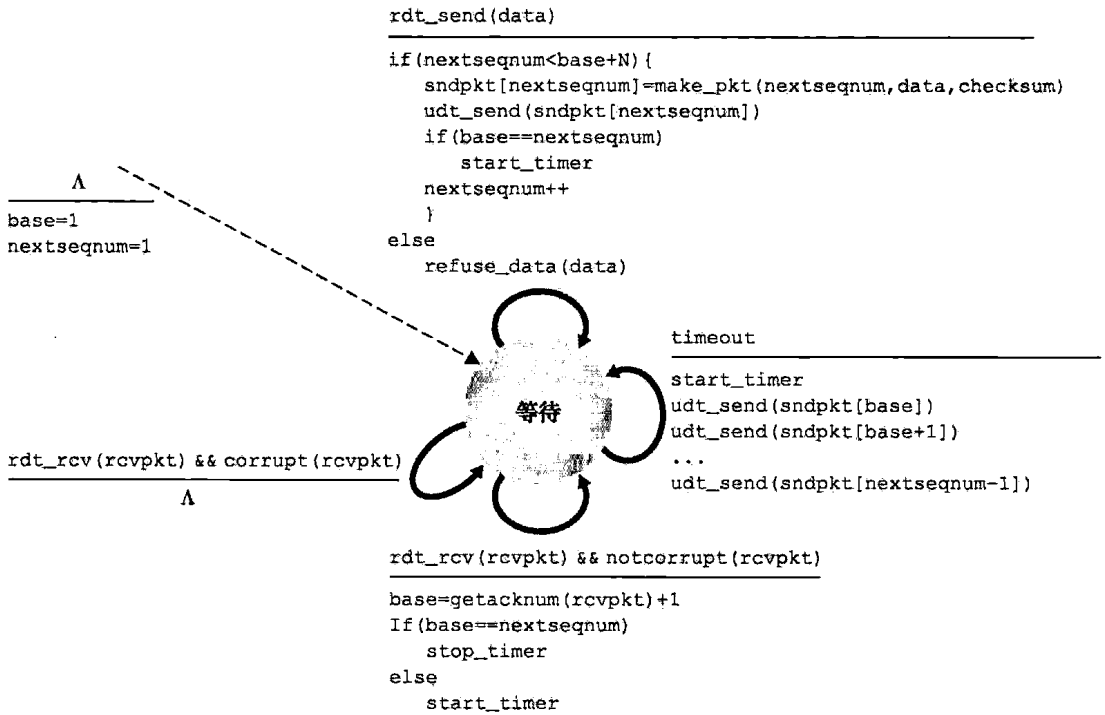 rdt_send(data)
if(nextseqnum<base+N){
sndpkt[nextseqnum]=make_pkt(nextseqnum,data,checksum)
udt_send(sndpkt[nextseqnum])
if(base==nextseqnum)
start_timer
nextseqnum++
}
else
refuse_data(data)
Λ
base=1
nextseqnum=1
timeout
start_timer
udt_send(sndpkt[base])
udt_send(sndpkt[base+1])
...
udt_send(sndpkt[nextseqnum-1])
等待
rdt_rcv(rcvpkt) && corrupt(rcvpkt)
Λ
rdt_rcv(rcvpkt) && notcorrupt(rcvpkt)
base=getacknum(rcvpkt)+1
If(base==nextseqnum)
stop_timer
else
start_timer